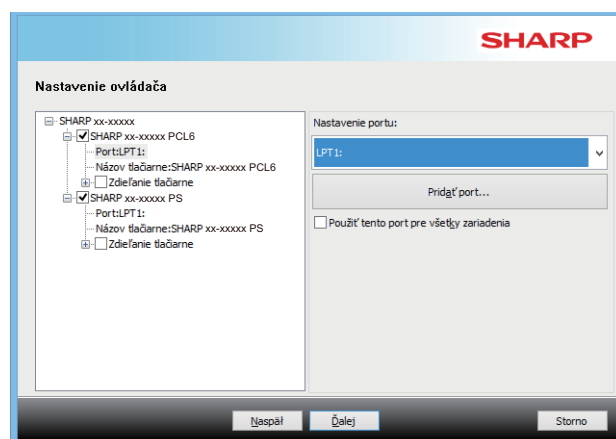 SHARP
Nastavenie ovládača
SHARP xx-xxxxx
SHARP xx-xxxxx PCL6
Port:LPT1:
Názov tlačiarne:SHARP xx-xxxxx PCL6
Zdieľanie tlačiarne
SHARP xx-xxxxx PS
Port:LPT1:
Názov tlačiarne:SHARP xx-xxxxx PS
Zdieľanie tlačiarne
Nastavenie portu:
LPT1:
Pridať port...
Použiť tento port pre všetky zariadenia
Naspäť
Ďalej
Storno